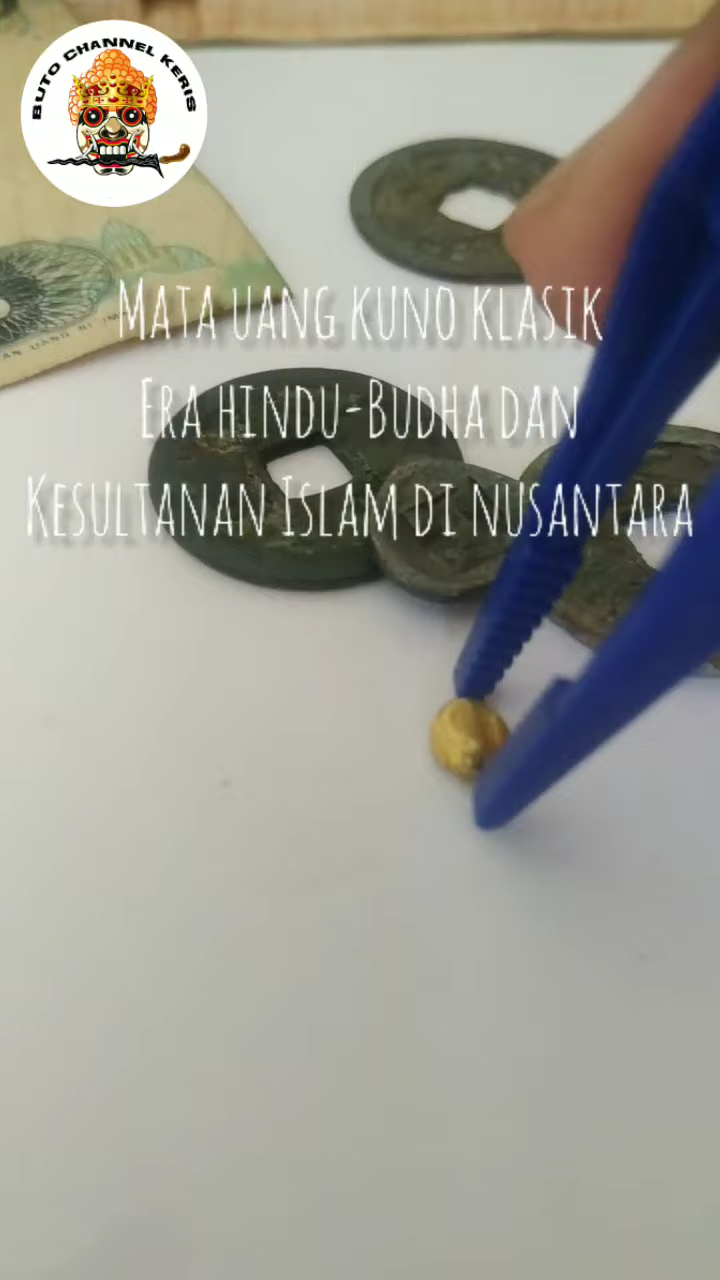 BUTO CHANNEL KERIS
MATA UANG KUNO KLASIK
ERA HINDU-BUDHA DAN
KESULTANAN ISLAM DI NUSANTARA